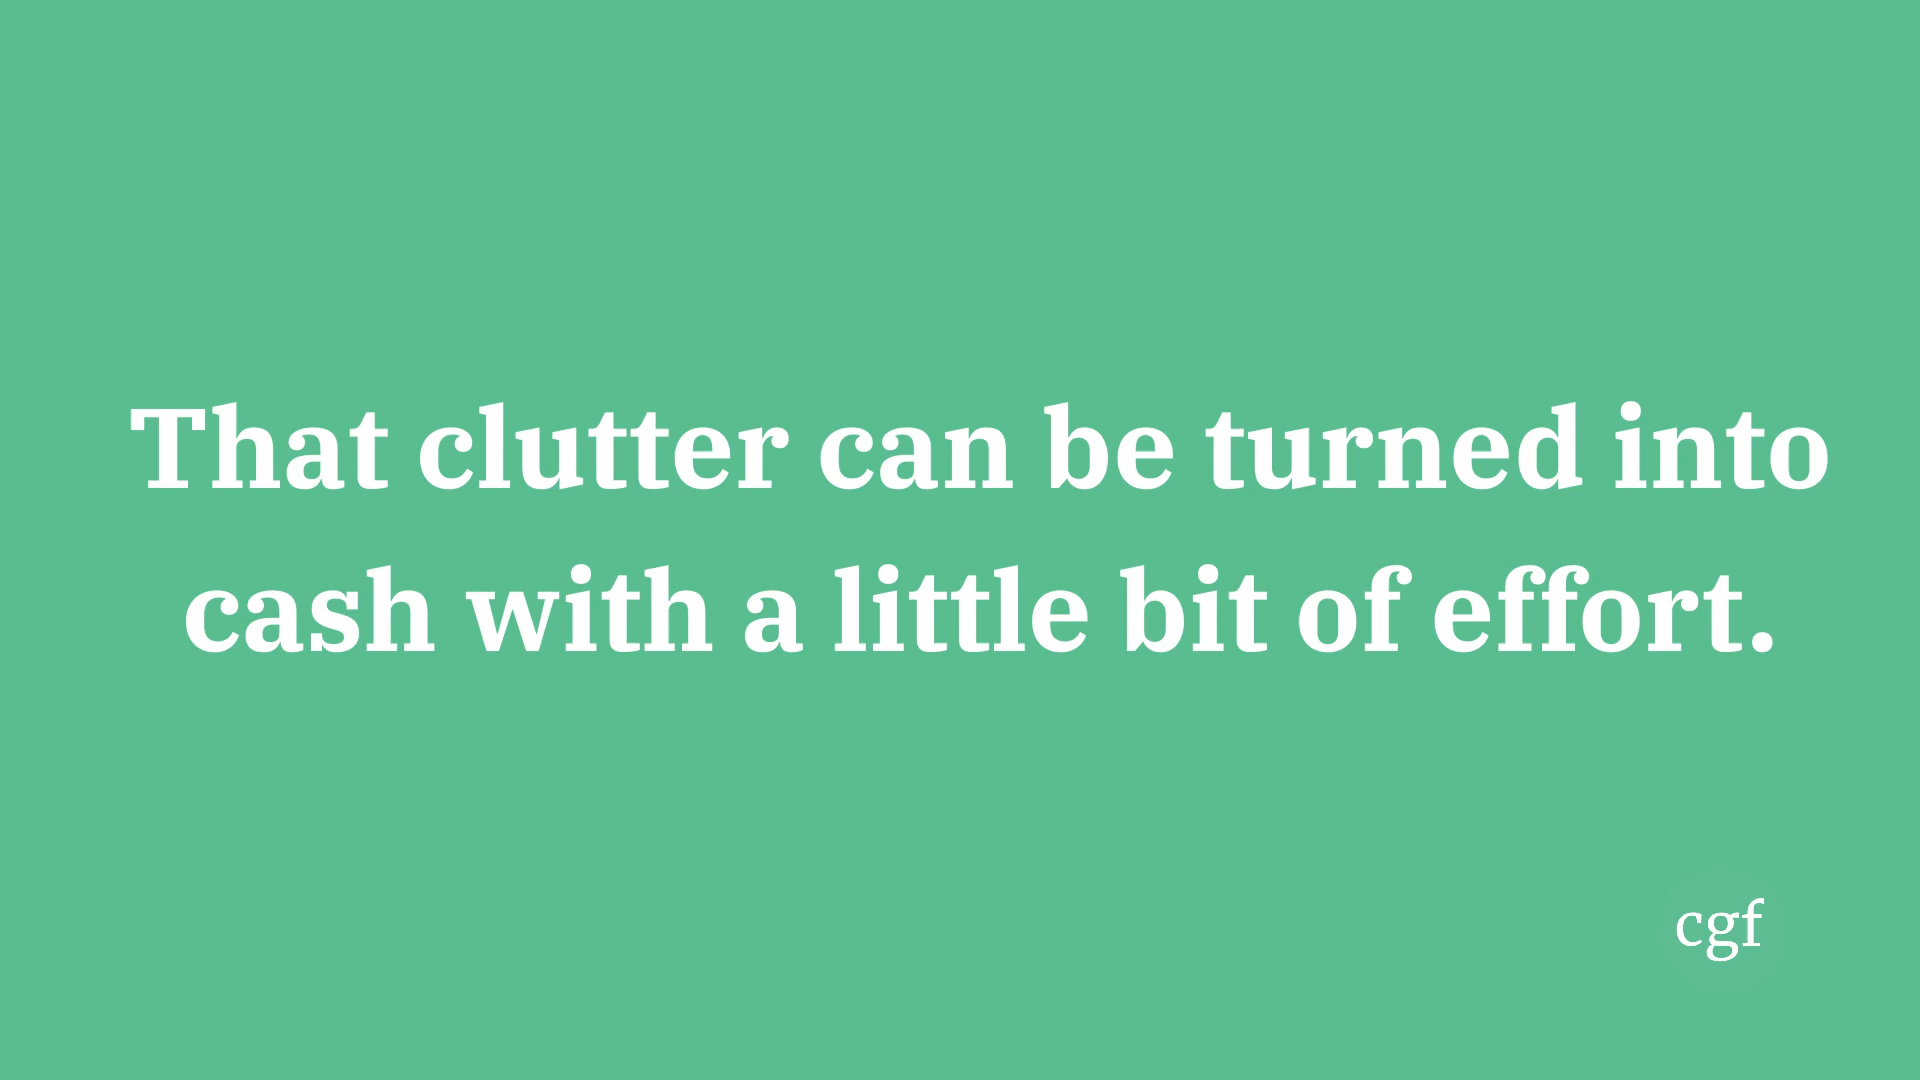 That clutter can be turned into
cash with a little bit of effort.
cgf